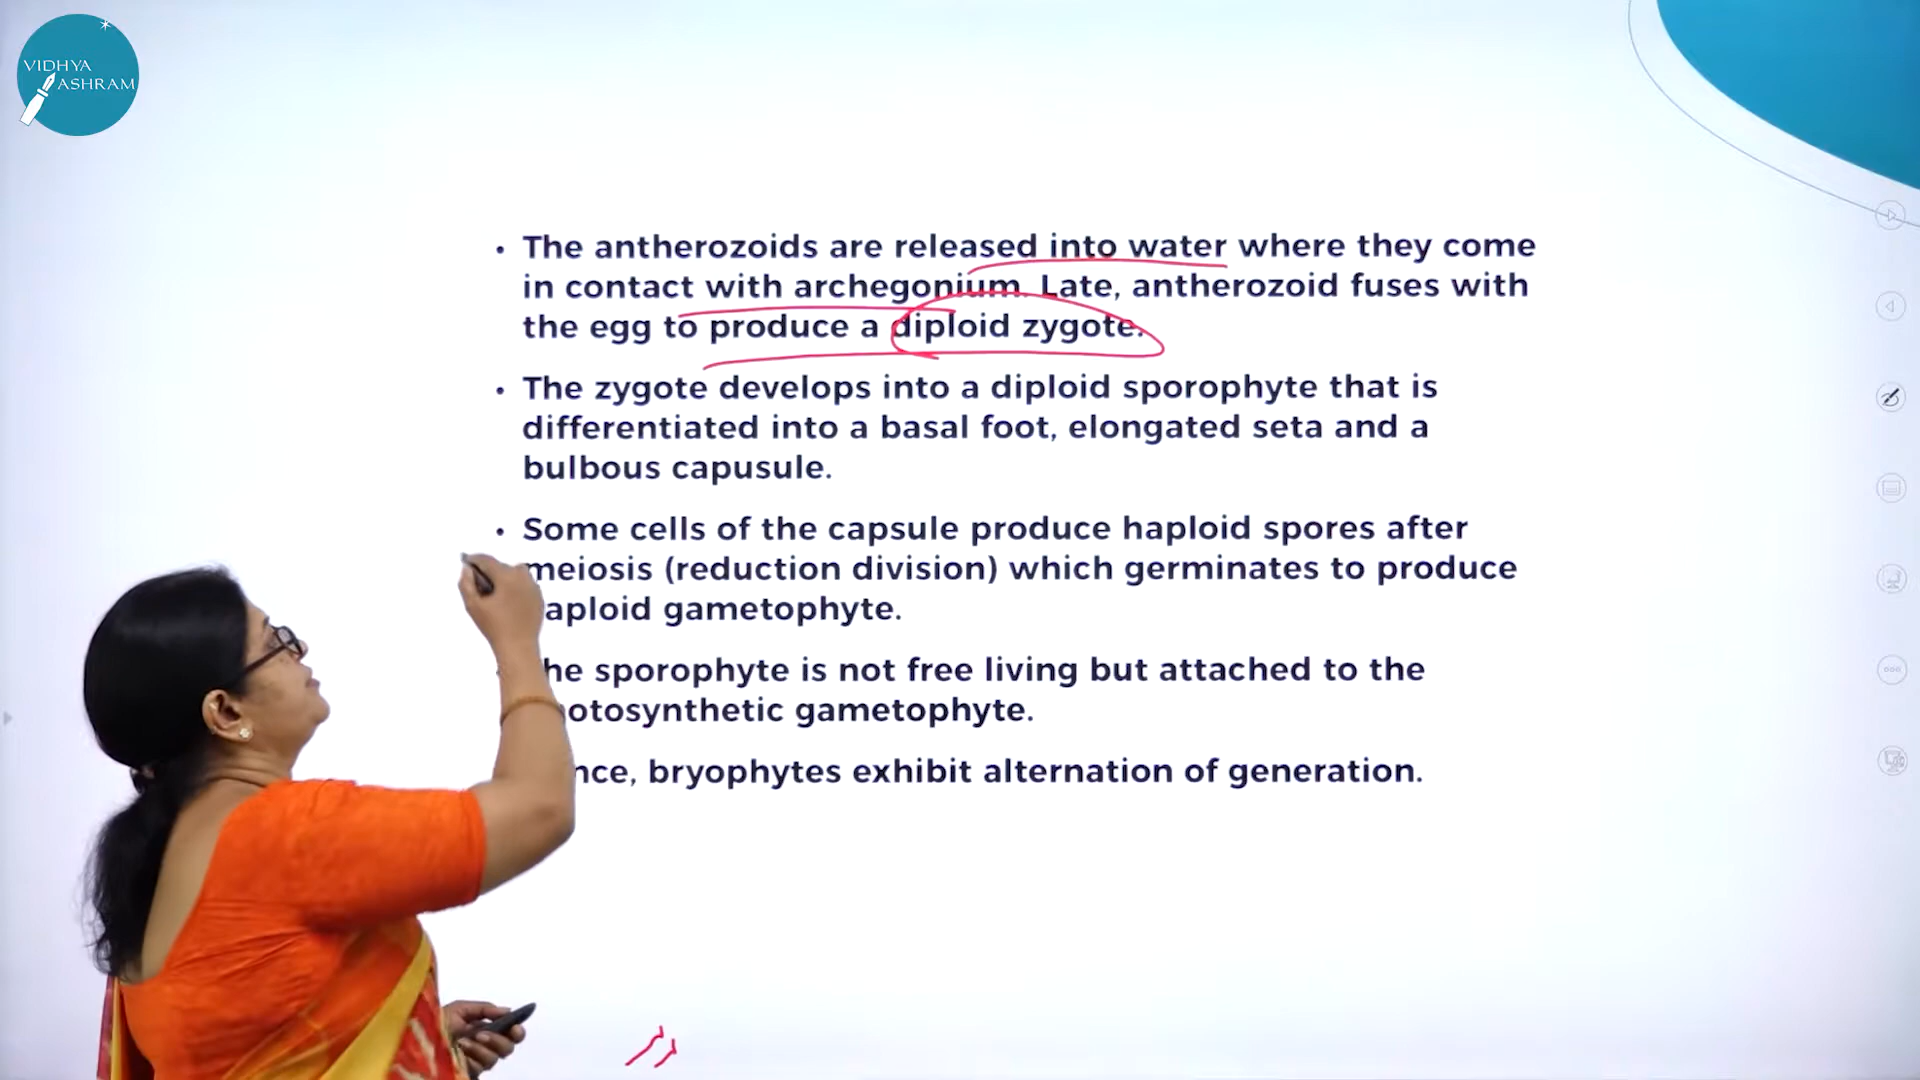 VIDHYA
ASHRAM
• The antherozoids are released into water where they come
in contact with archegonium. Late, antherozoid fuses with
the egg to produce a diploid zygote.
• The zygote develops into a diploid sporophyte that is
differentiated into a basal foot, elongated seta and a
bulbous capusule.
• Some cells of the capsule produce haploid spores after
meiosis (reduction division) which germinates to produce
aploid gametophyte.
he sporophyte is not free living but attached to the
otosynthetic gametophyte.
nce, bryophytes exhibit alternation of generation.